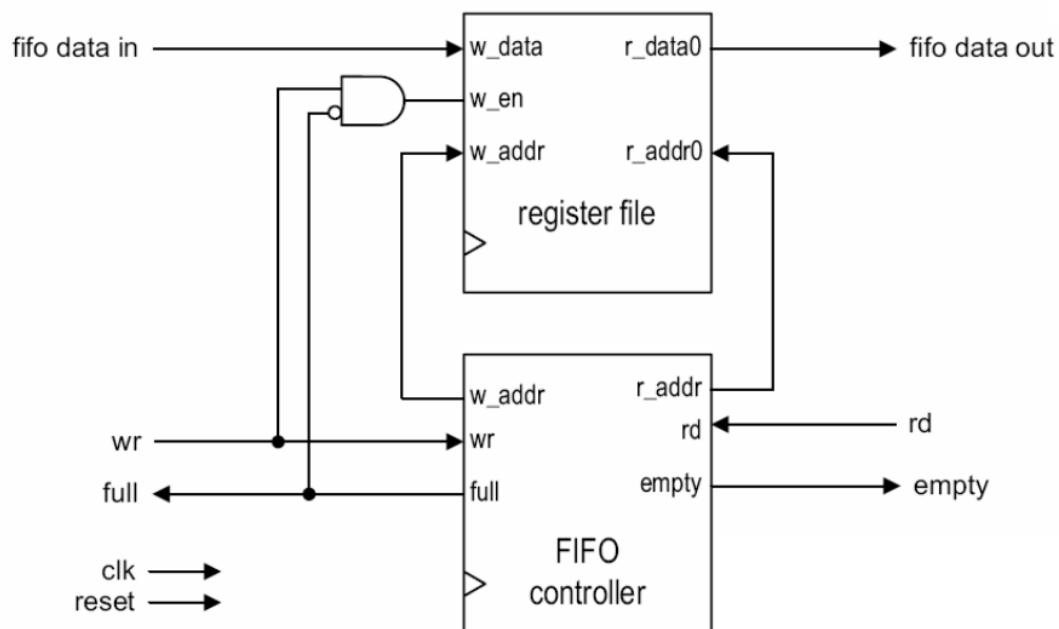 fifo data in
w_data
r_data0
fifo data out
w_en
w_addr
r_addr0
register file
w_addr
r_addr
wr
wr
rd
rd
full
full
empty
empty
FIFO
controller
clk
reset